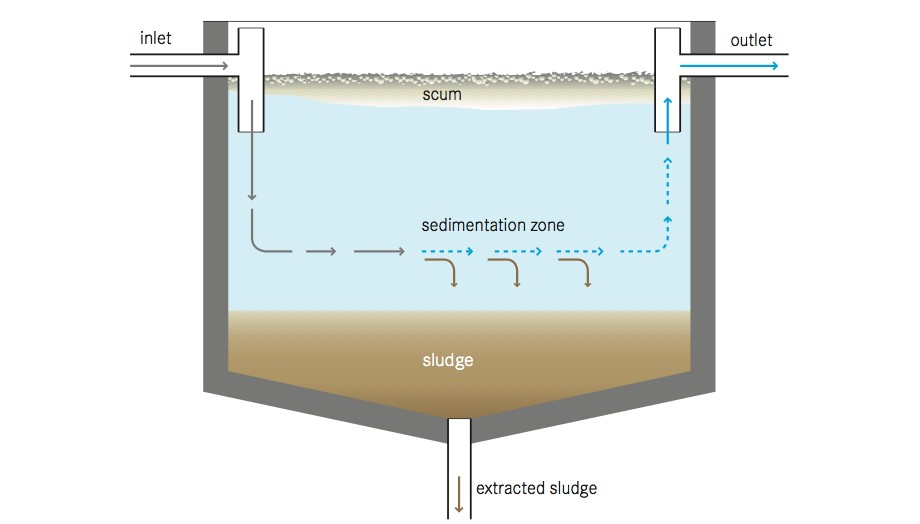 inlet
outlet
scum
sedimentation zone
sludge
extracted sludge